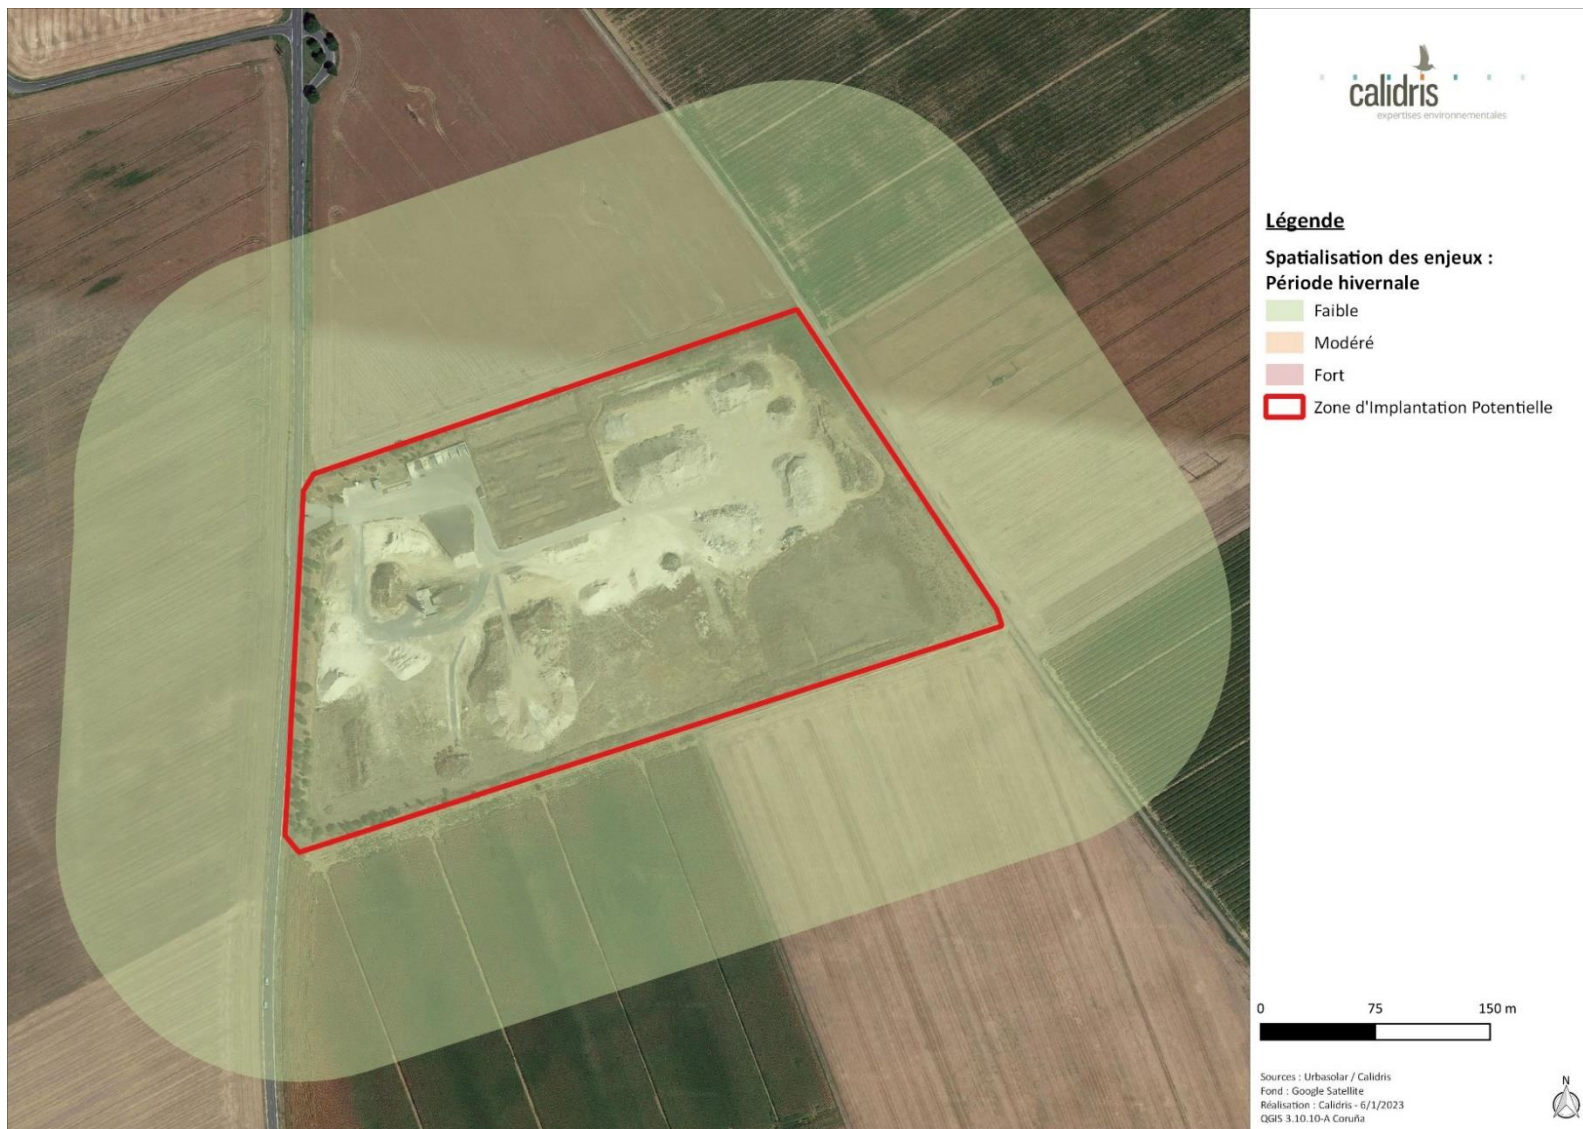 calidris
expertises environnementales
Légende
Spatialisation des enjeux :
Période hivernale
Faible
Modéré
Fort
Zone d'Implantation Potentielle
0 75 150 m
Sources : Urbasolar / Calidris
Fond : Google Satellite
Réalisation : Calidris - 6/1/2023
QGIS 3.10.10-A Coruña
N